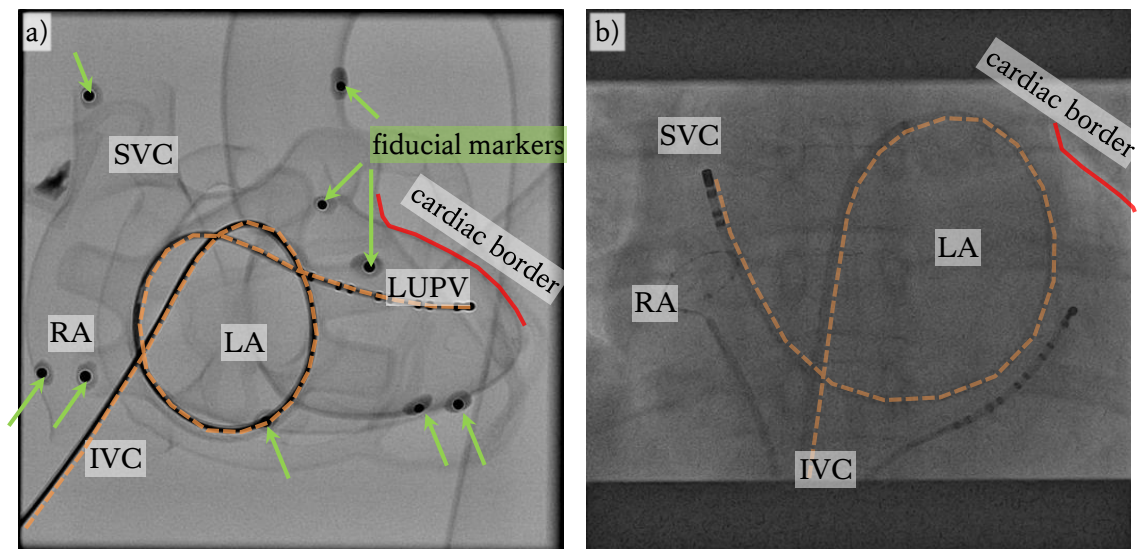 a)
SVC
fiducial markers
cardiac border
LUPV
RA
LA
IVC
b)
cardiac border
SVC
LA
RA
IVC